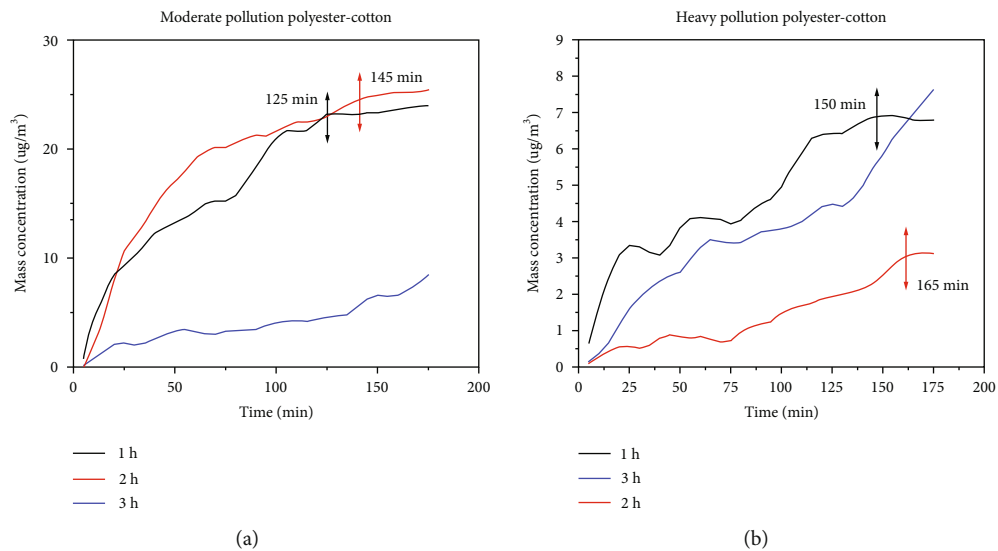 Moderate pollution polyester-cotton
30
20
10
0
Mass concentration (ug/m³)
125 min
145 min
0 50 100 150 200
Time (min)
1 h
2 h
3 h
(a)
Heavy pollution polyester-cotton
9
8
7
6
5
4
3
2
1
0
Mass concentration (ug/m³)
150 min
165 min
0 25 50 75 100 125 150 175 200
Time (min)
1 h
3 h
2 h
(b)